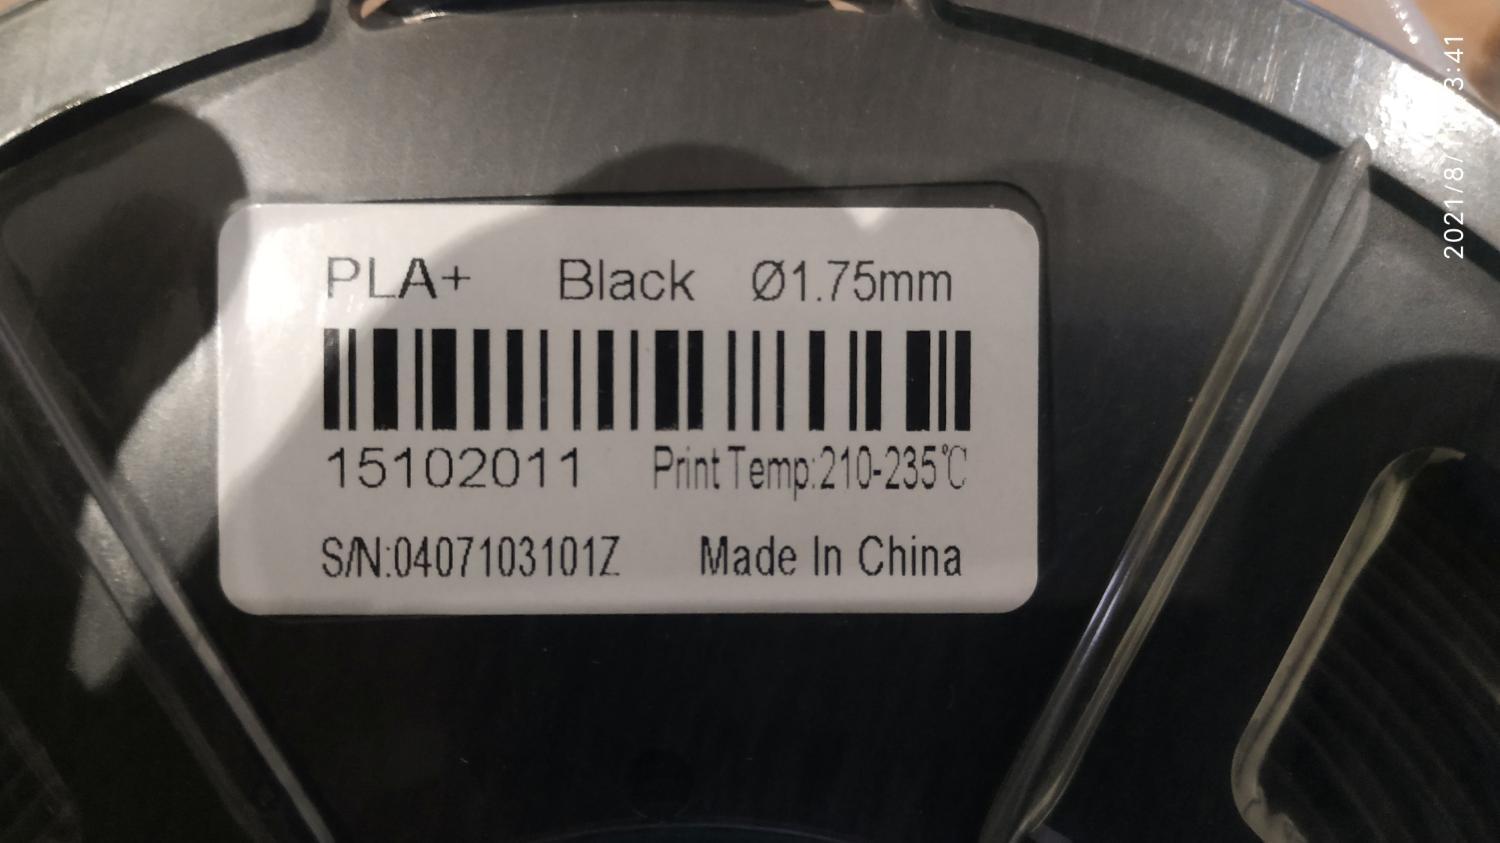 PLA+ Black Ø1.75mm
15102011 Print Temp:210-235℃
S/N:0407103101Z Made In China
2021/8/ 3:41